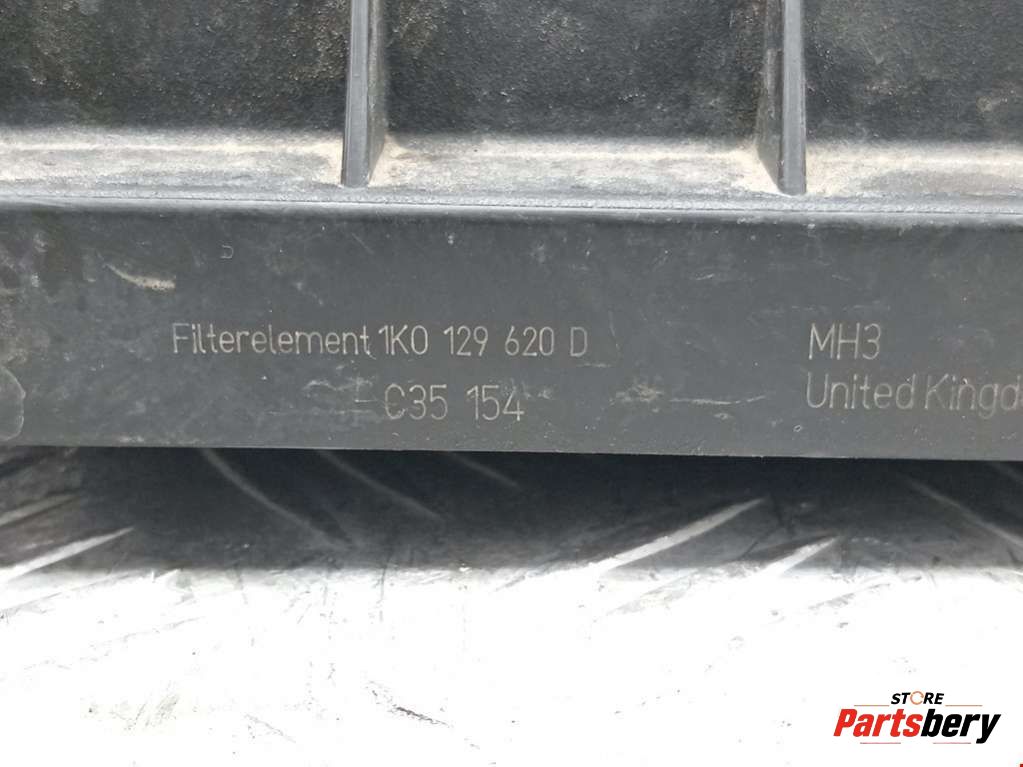 Filterelement 1K0 129 620 D
C35 154
MH3
United Kingd
STORE
Partsbery